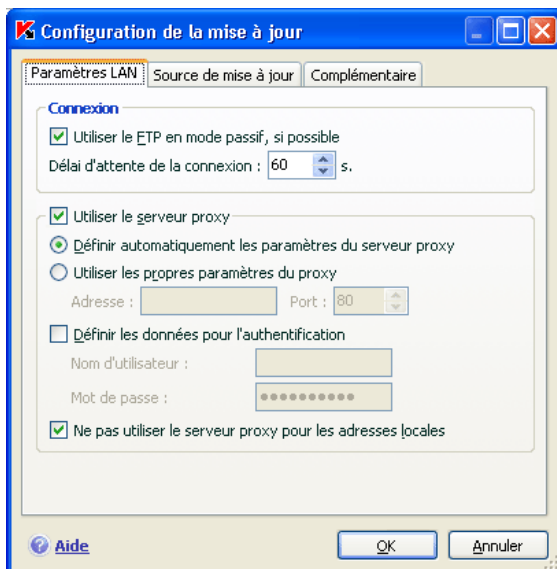 Configuration de la mise à jour
Paramètres LAN Source de mise à jour Complémentaire
Connexion
Utiliser le FTP en mode passif, si possible
Délai d'attente de la connexion : 60 s.
Utiliser le serveur proxy
Définir automatiquement les paramètres du serveur proxy
Utiliser les propres paramètres du proxy
Adresse : Port : 80
Définir les données pour l'authentification
Nom d'utilisateur :
Mot de passe : ••••••••••
Ne pas utiliser le serveur proxy pour les adresses locales
Aide OK Annuler